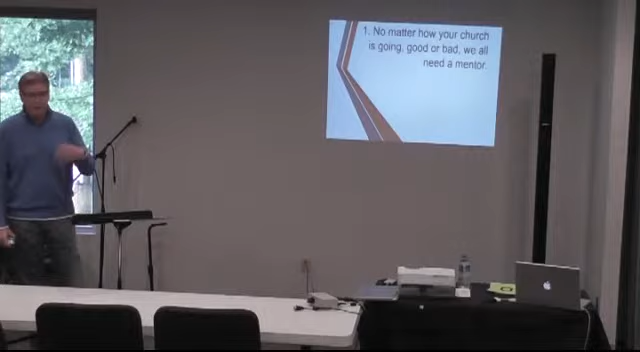 1. No matter how your church
is going, good or bad, we all
need a mentor.